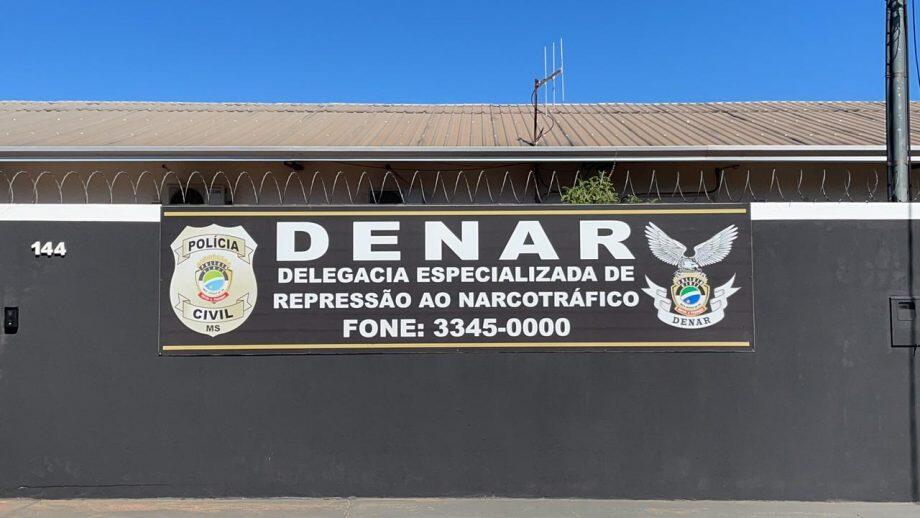 144
POLÍCIA
CIVIL
MS
DENAR
DELEGACIA ESPECIALIZADA DE
REPRESSÃO AO NARCOTRÁFICO
FONE: 3345-0000
DENAR